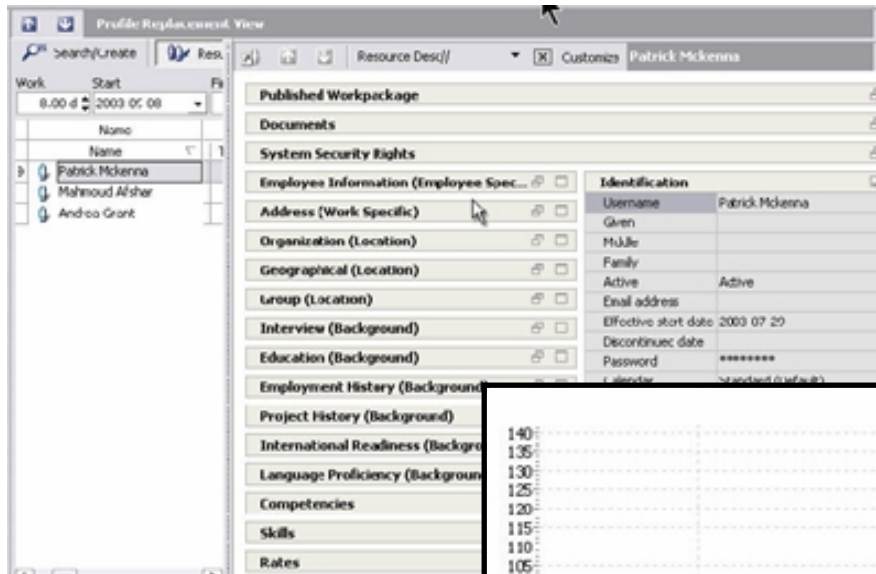 Profile Replacement View
Search/Create
Resource Desc//
Customize
Patrick Mckenna
Work
Start
8.00 d
2003
08
Name
Name
Patrick Mckenna
Mahmoud Afshar
Andrea Grant
Published Workpackage
Documents
System Security Rights
Employee Information (Employee Spec...
Address (Work Specific)
Organization (Location)
Geographical (Location)
Group (Location)
Interview (Background)
Education (Background)
Employment History (Background
Project History (Background)
International Readiness (Backgro
Language Proficiency (Backgroun
Competencies
Skills
Rates
Identification
Username Patrick Mckenna
Given
Middle
Family
Active Active
Email address
Effective start date 2003 07 29
Discontinued date
Password ********
Calendar Standard (Default)
140
135
130
125
120
115
110
105